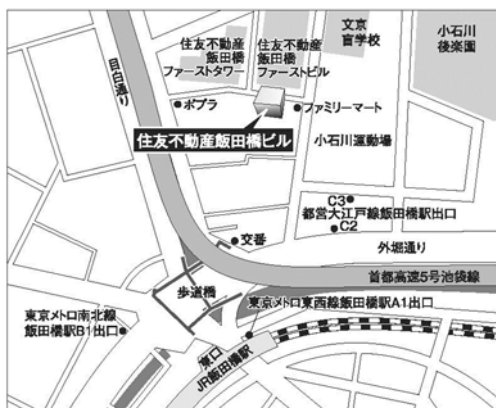 住友不動産
飯田橋
ファーストタワー
住友不動産
飯田橋
ファーストビル
文京
盲学校
小石川
後楽園
目白通り
ポプラ
ファミリーマート
住友不動産飯田橋ビル
小石川運動場
C3
都営大江戸線飯田橋駅出口
C2
交番
外堀通り
首都高速5号池袋線
歩道橋
東京メトロ東西線飯田橋駅A1出口
東京メトロ南北線
飯田橋駅B1出口
東口
JR飯田橋駅